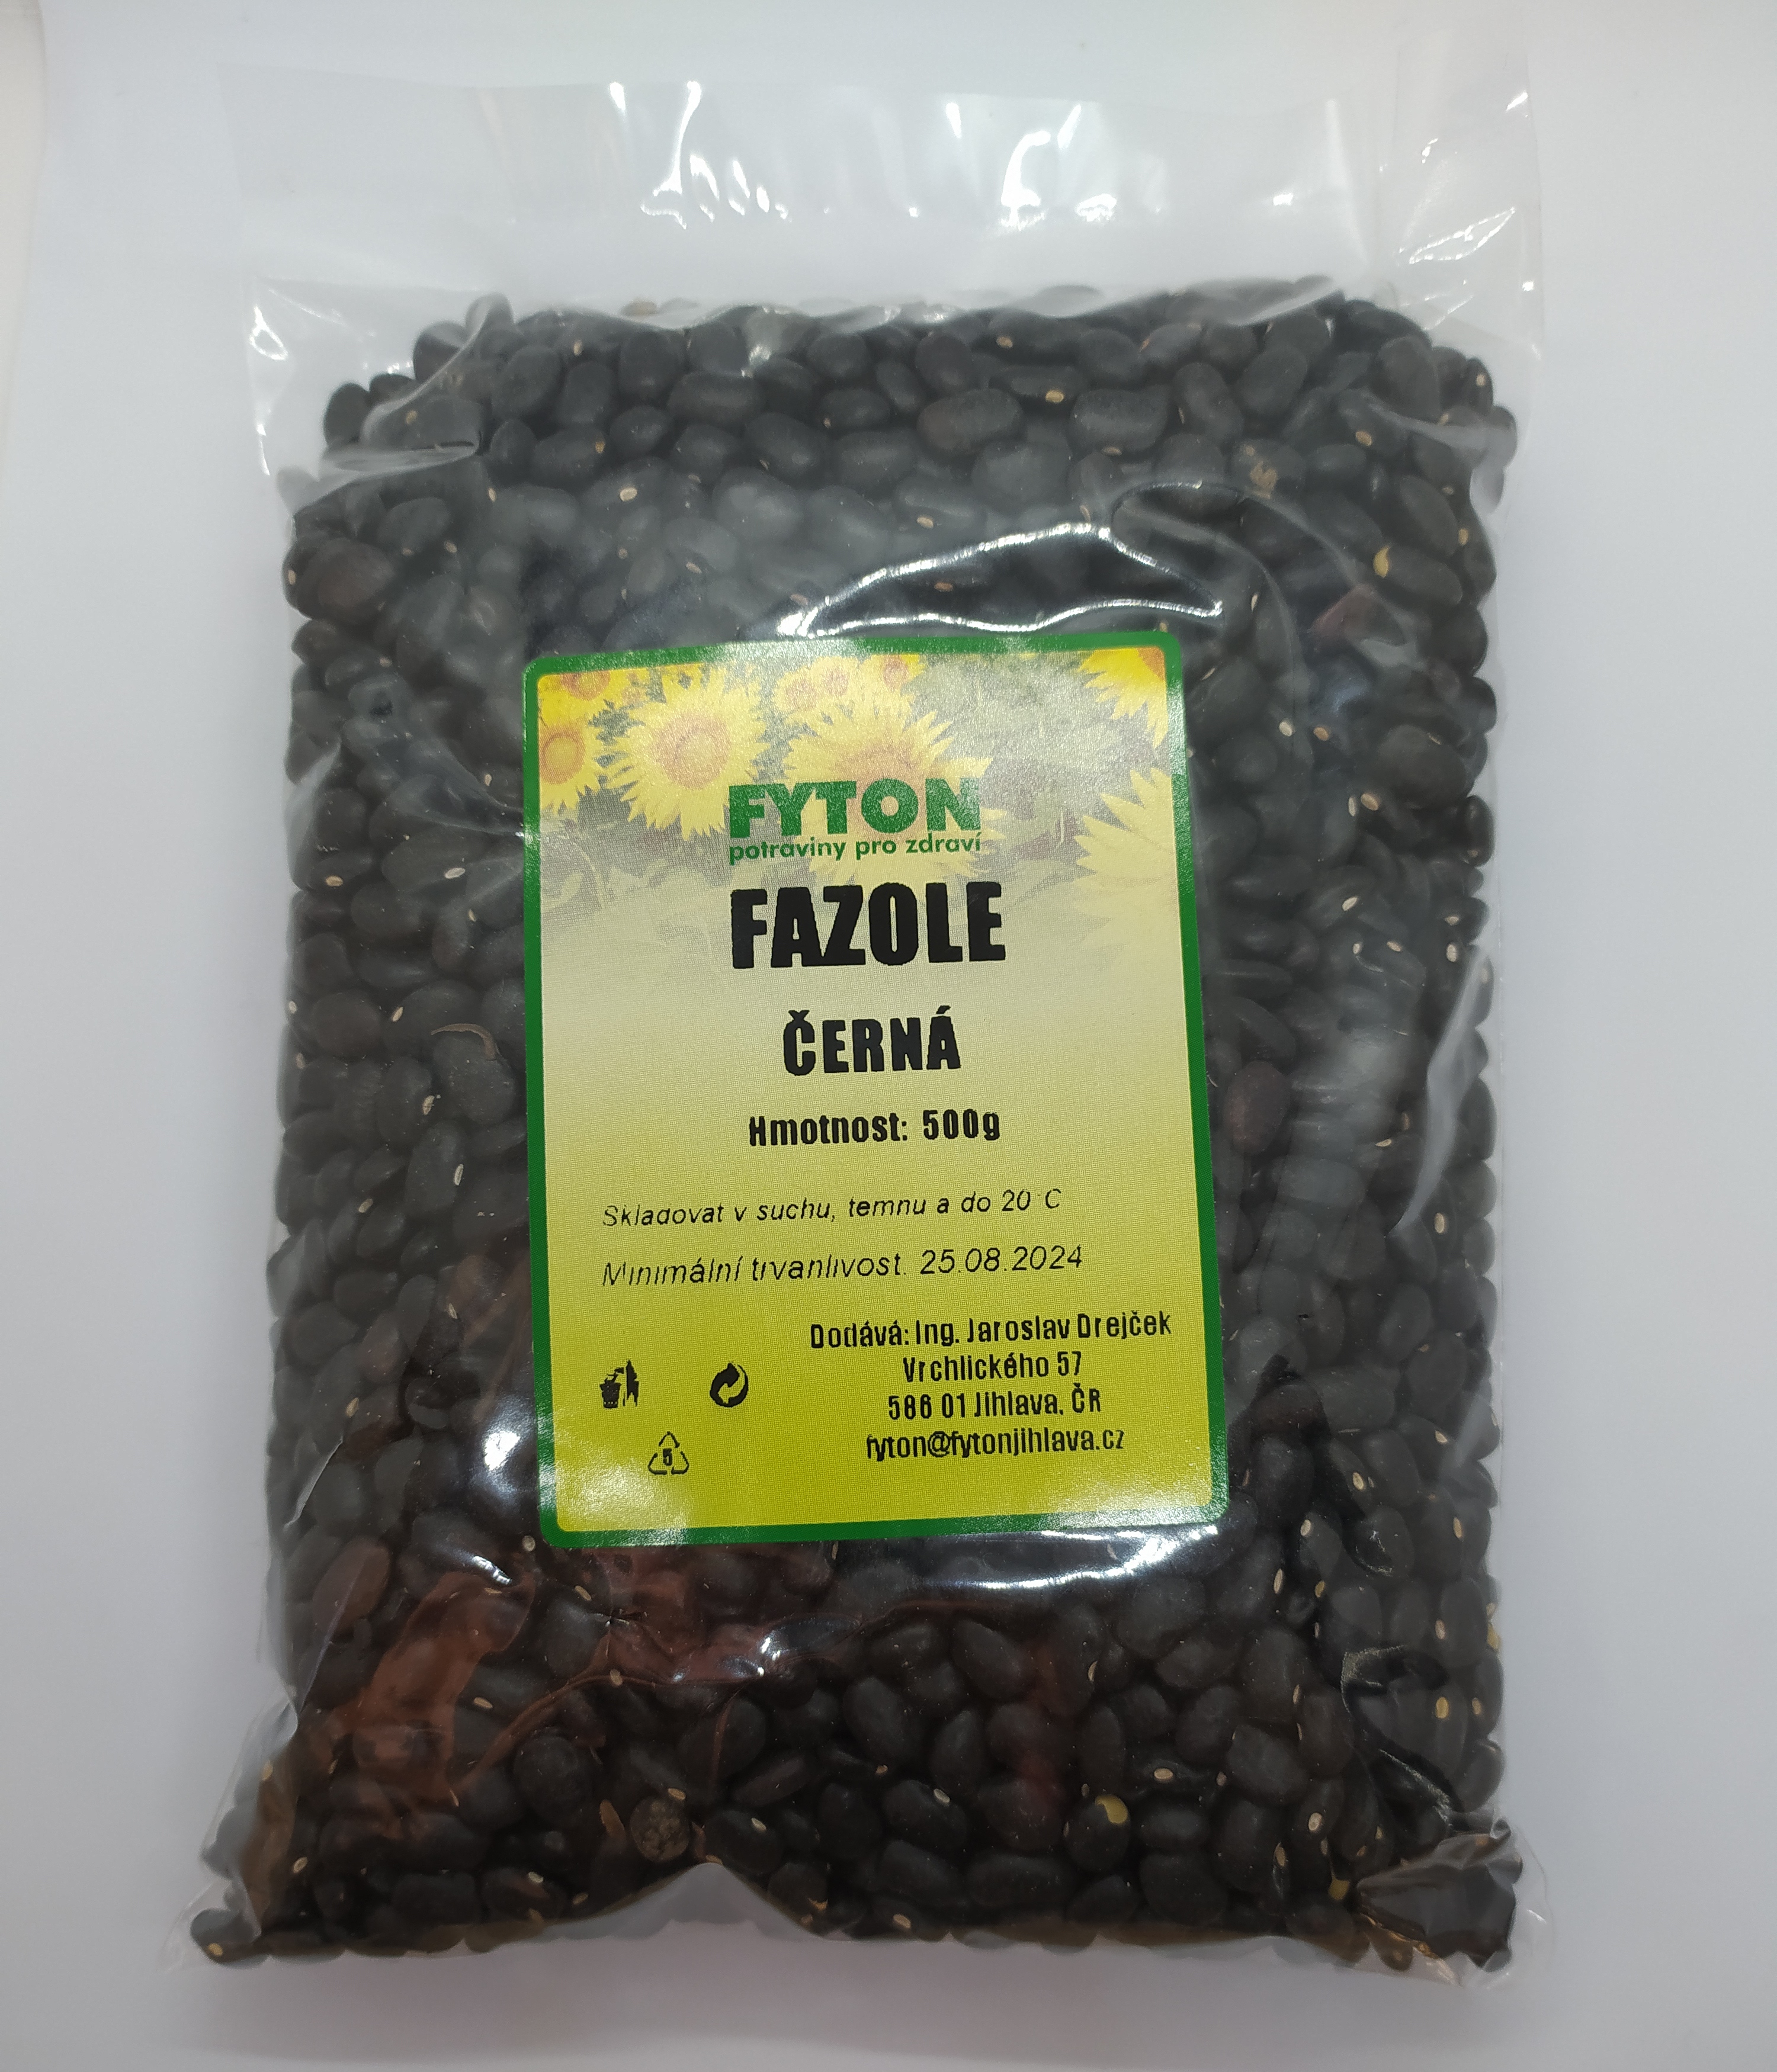 FYTON
potraviny pro zdraví
FAZOLE
ČERNÁ
Hmotnost: 500g
Skladovat v suchu, temnu a do 20°C
Minimální trvanlivost: 25.08.2024
Dodává: Ing. Jaroslav Drejček
Vrchlického 57
586 01 Jihlava, ČR
fyton@fytonjihlava.cz
5